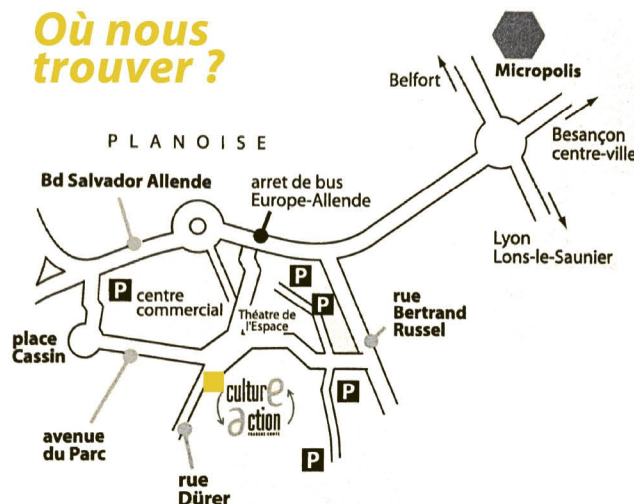 Où nous
trouver ?
Micropolis
Belfort
Besançon
centre-ville
PLANOISE
Bd Salvador Allende
arret de bus
Europe-Allende
Lyon
Lons-le-Saunier
P
centre
commercial
P
P
Théatre de
l'Espace
rue
Bertrand
Russel
place
Cassin
culture
action
FRANCHE-COMTÉ
P
avenue
du Parc
P
rue
Dürer